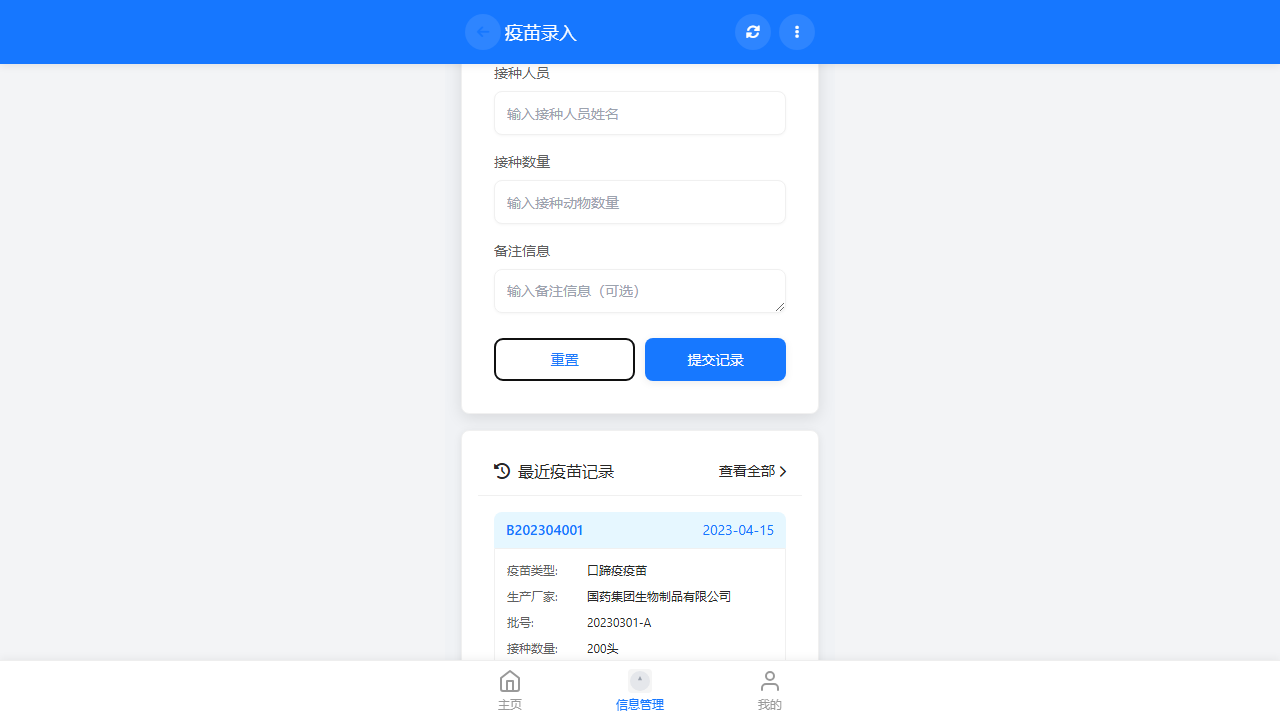 疫苗录入
接种人员
输入接种人员姓名
接种数量
输入接种动物数量
备注信息
输入备注信息（可选）
重置
提交记录
最近疫苗记录
查看全部
B202304001
2023-04-15
疫苗类型:
口蹄疫疫苗
生产厂家:
国药集团生物制品有限公司
批号:
20230301-A
接种数量:
200头
主页
信息管理
我的